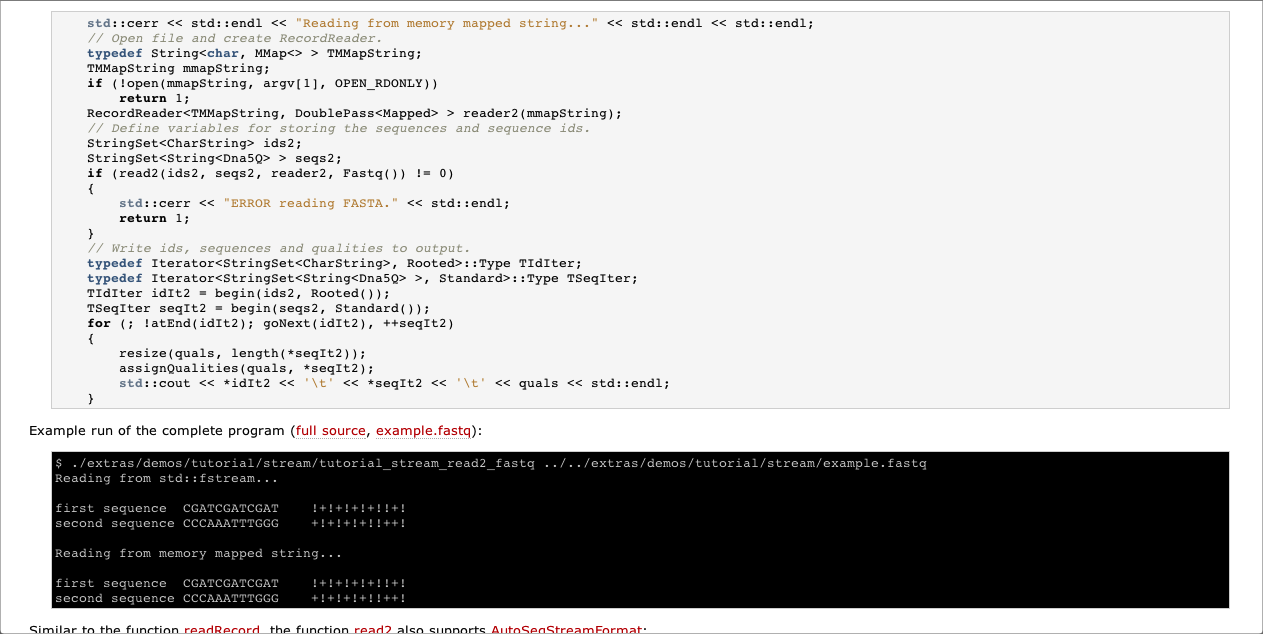 std::cerr << std::endl << "Reading from memory mapped string..." << std::endl << std::endl;
    // Open file and create RecordReader.
    typedef String<char, MMap<> > TMMapString;
    TMMapString mmapString;
    if (!open(mmapString, argv[1], OPEN_RDONLY))
        return 1;
    RecordReader<TMMapString, DoublePass<Mapped> > reader2(mmapString);
    // Define variables for storing the sequences and sequence ids.
    StringSet<CharString> ids2;
    StringSet<String<Dna5Q> > seqs2;
    if (read2(ids2, seqs2, reader2, Fastq()) != 0)
    {
        std::cerr << "ERROR reading FASTA." << std::endl;
        return 1;
    }
    // Write ids, sequences and qualities to output.
    typedef Iterator<StringSet<CharString>, Rooted>::Type TIdIter;
    typedef Iterator<StringSet<String<Dna5Q> >, Standard>::Type TSeqIter;
    TIdIter idIt2 = begin(ids2, Rooted());
    TSeqIter seqIt2 = begin(seqs2, Standard());
    for (; !atEnd(idIt2); goNext(idIt2), ++seqIt2)
    {
        resize(quals, length(*seqIt2));
        assignQualities(quals, *seqIt2);
        std::cout << *idIt2 << '\t' << *seqIt2 << '\t' << quals << std::endl;
    }
Example run of the complete program (full source, example.fastq):
$ ./extras/demos/tutorial/stream/tutorial_stream_read2_fastq ../../extras/demos/tutorial/stream/example.fastq
Reading from std::fstream...
first sequence  CGATCGATCGAT    !+!+!+!+!!+!
second sequence CCCAAATTTGGG    +!+!+!+!!++!
Reading from memory mapped string...
first sequence  CGATCGATCGAT    !+!+!+!+!!+!
second sequence CCCAAATTTGGG    +!+!+!+!!++!
Similar to the function readRecord, the function read2 also supports AutoSeqStreamFormat: